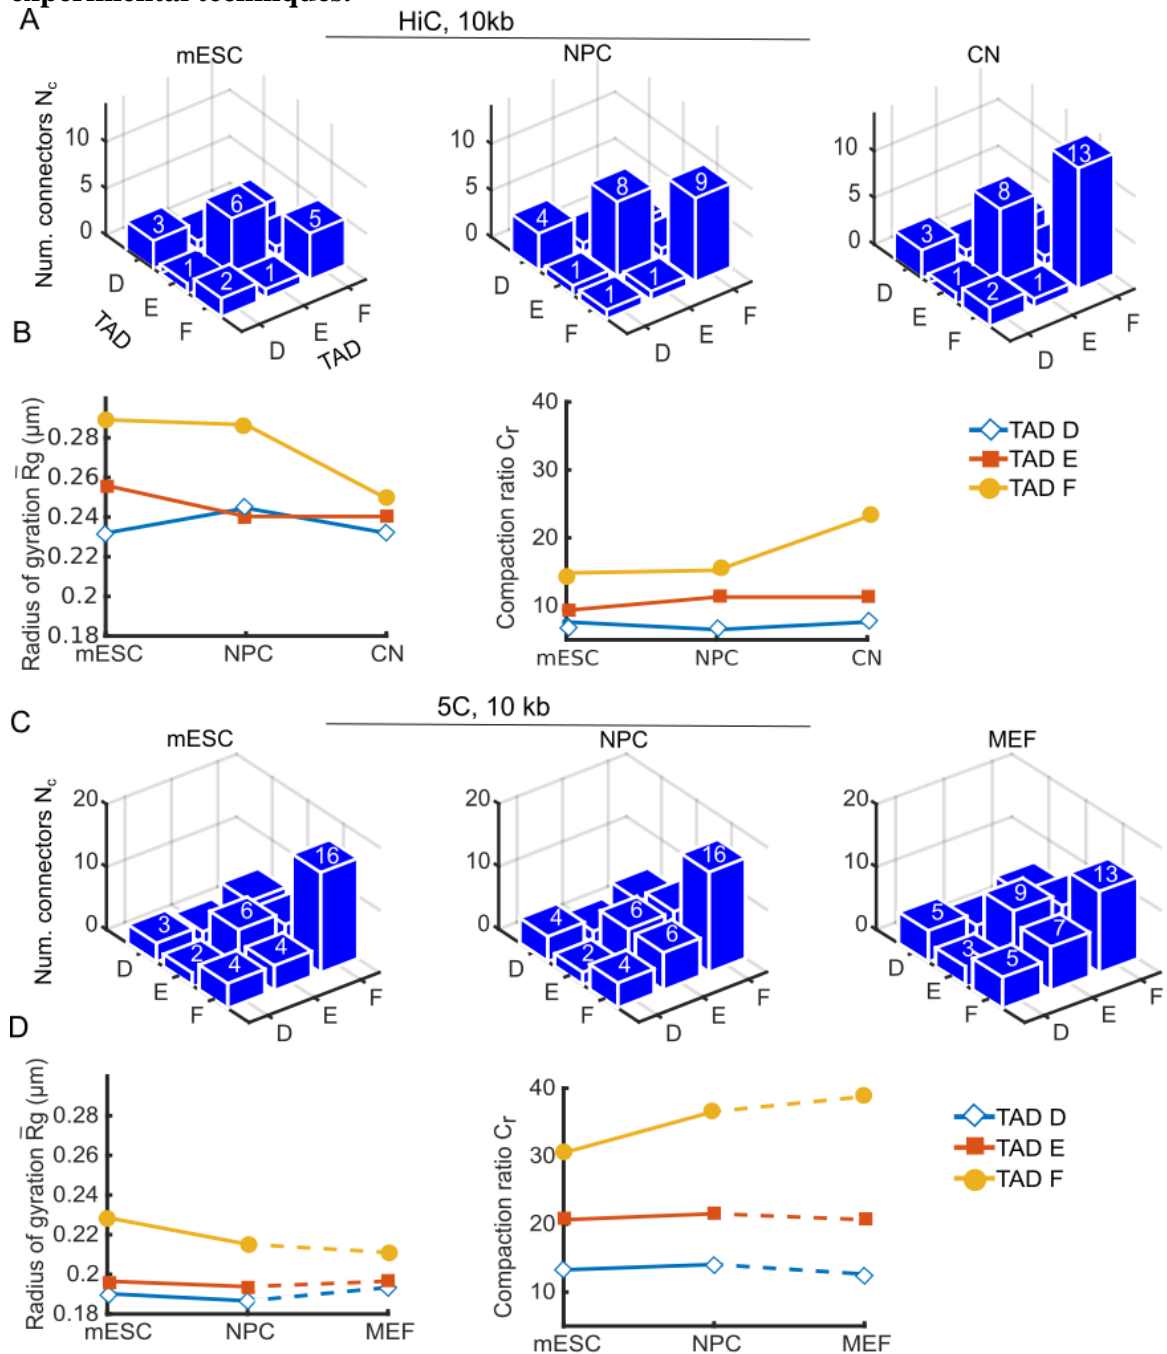 experimental techniques.
A
HiC, 10kb
mESC
NPC
CN
Num. connectors Nc
10
5
0
3
6
5
1
2
1
D
E
F
TAD
D
E
F
TAD
10
5
0
4
8
9
1
1
1
D
E
F
D
E
F
10
5
0
3
8
13
1
2
1
D
E
F
D
E
F
B
Radius of gyration R̅g (μm)
0.28
0.26
0.24
0.22
0.2
0.18
mESC
NPC
CN
Compaction ratio Cr
40
30
20
10
mESC
NPC
CN
TAD D
TAD E
TAD F
C
5C, 10 kb
mESC
NPC
MEF
Num. connectors Nc
20
10
0
3
6
16
2
4
4
D
E
F
D
E
F
20
10
0
4
6
16
2
6
4
D
E
F
D
E
F
20
10
0
5
9
13
3
7
5
D
E
F
D
E
F
D
Radius of gyration R̅g (μm)
0.28
0.26
0.24
0.22
0.2
0.18
mESC
NPC
MEF
Compaction ratio Cr
40
30
20
10
mESC
NPC
MEF
TAD D
TAD E
TAD F